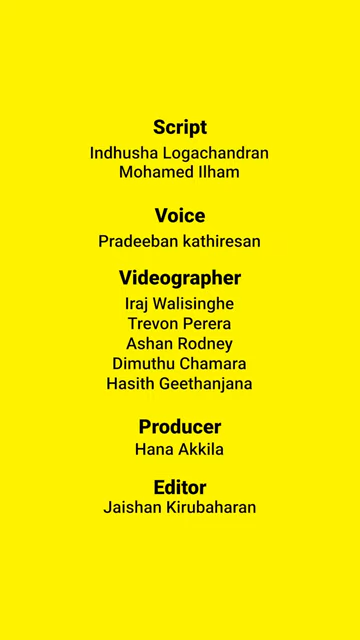 Script
Indhusha Logachandran
Mohamed Ilham
Voice
Pradeeban kathiresan
Videographer
Iraj Walisinghe
Trevon Perera
Ashan Rodney
Dimuthu Chamara
Hasith Geethanjana
Producer
Hana Akkila
Editor
Jaishan Kirubaharan